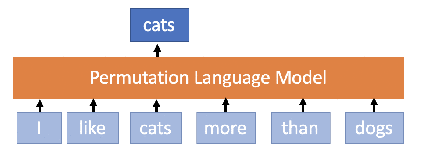 cats
Permutation Language Model
I like cats more than dogs